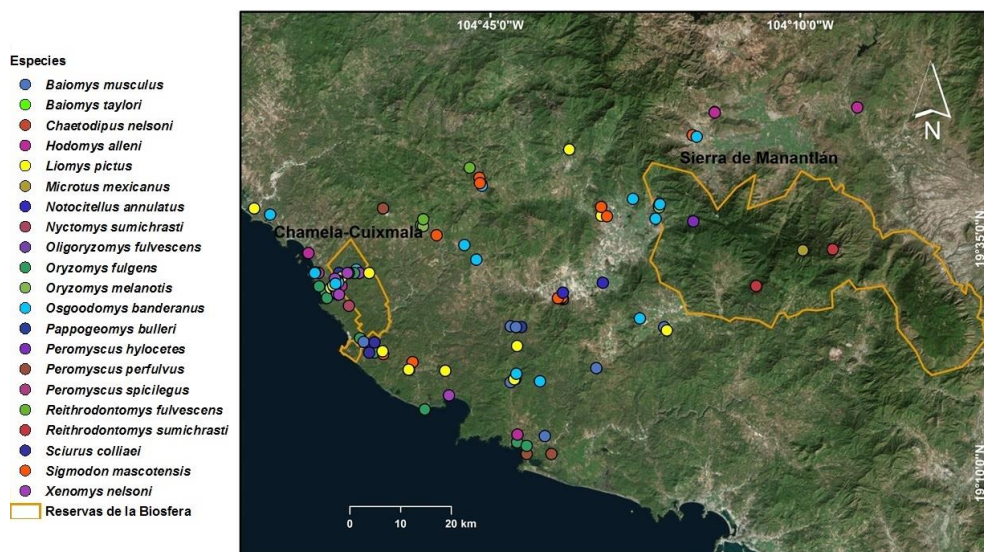 104°45'0"W
104°10'0"W
Especies
Baiomys musculus
Baiomys taylori
Chaetodipus nelsoni
Hodomys alleni
Liomys pictus
Microtus mexicanus
Notocitellus annulatus
Nyctomys sumichrasti
Oligoryzomys fulvescens
Oryzomys fulgens
Oryzomys melanotis
Osgoodomys banderanus
Pappogeomys bulleri
Peromyscus hylocetes
Peromyscus perfulvus
Peromyscus spicilegus
Reithrodontomys fulvescens
Reithrodontomys sumichrasti
Sciurus colliaei
Sigmodon mascotensis
Xenomys nelsoni
Reservas de la Biosfera
N
Sierra de Manantlán
Chamela-Cuixmala
19°35'0"N
19°10'0"N
0 10 20 km